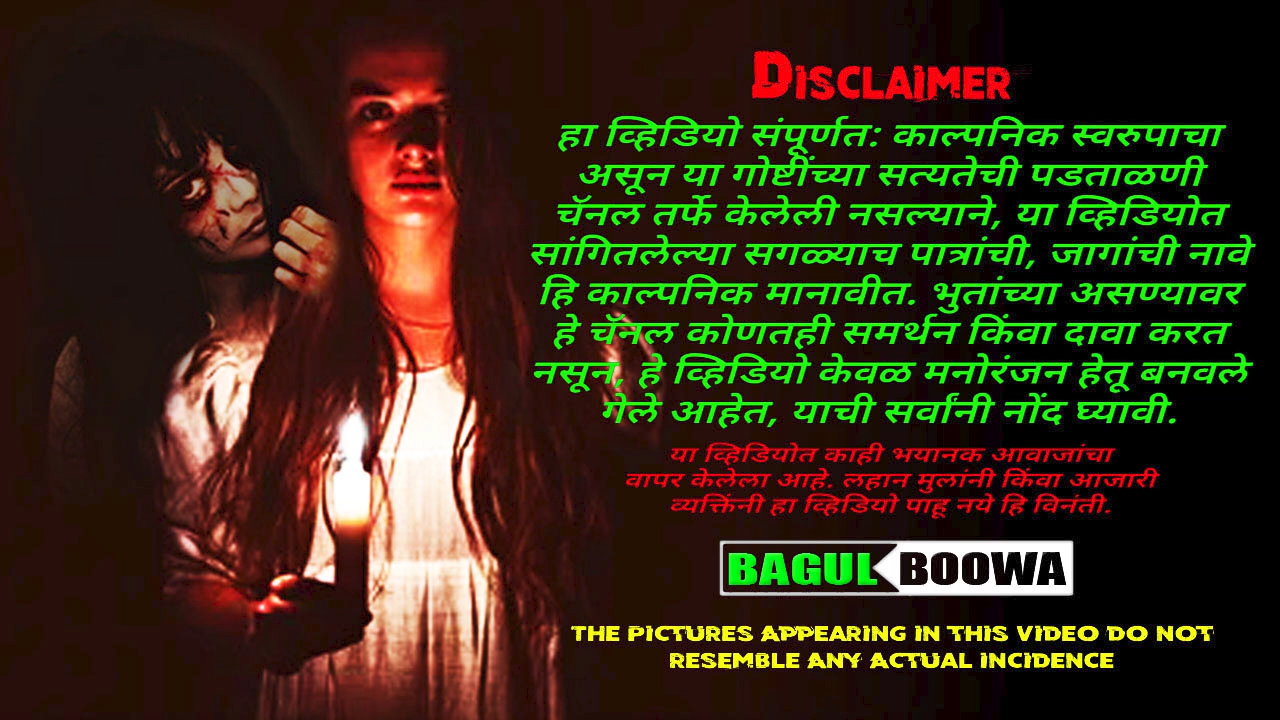 Disclaimer
हा व्हिडियो संपूर्णत: काल्पनिक स्वरुपाचा
असून या गोष्टींच्या सत्यतेची पडताळणी
चॅनल तर्फे केलेली नसल्याने, या व्हिडियोत
सांगितलेल्या सगळ्याच पात्रांची, जागांची नावे
हि काल्पनिक मानावीत. भुतांच्या असण्यावर
हे चॅनल कोणतही समर्थन किंवा दावा करत
नसून, हे व्हिडियो केवळ मनोरंजन हेतू बनवले
गेले आहेत, याची सर्वांनी नोंद घ्यावी.
या व्हिडियोत काही भयानक आवाजांचा
वापर केलेला आहे. लहान मुलांनी किंवा आजारी
व्यक्तिंनी हा व्हिडियो पाहू नये हि विनंती.
BAGUL BOOWA
THE PICTURES APPEARING IN THIS VIDEO DO NOT
RESEMBLE ANY ACTUAL INCIDENCE